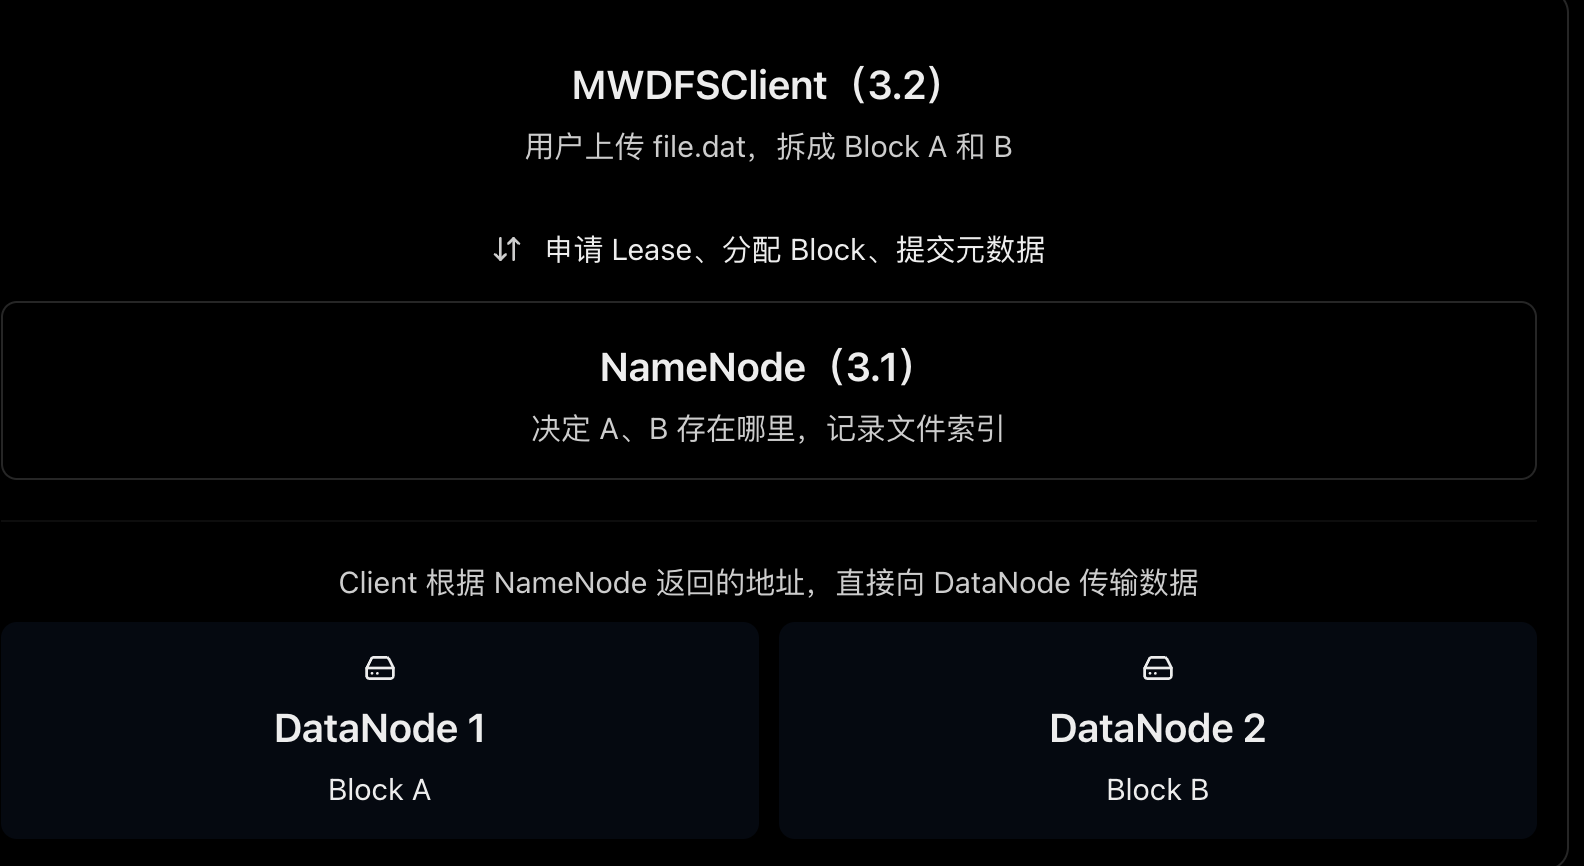 MWDFSClient（3.2）
用户上传 file.dat，拆成 Block A 和 B
申请 Lease、分配 Block、提交元数据
NameNode（3.1）
决定 A、B 存在哪里，记录文件索引
Client 根据 NameNode 返回的地址，直接向 DataNode 传输数据
DataNode 1
Block A
DataNode 2
Block B